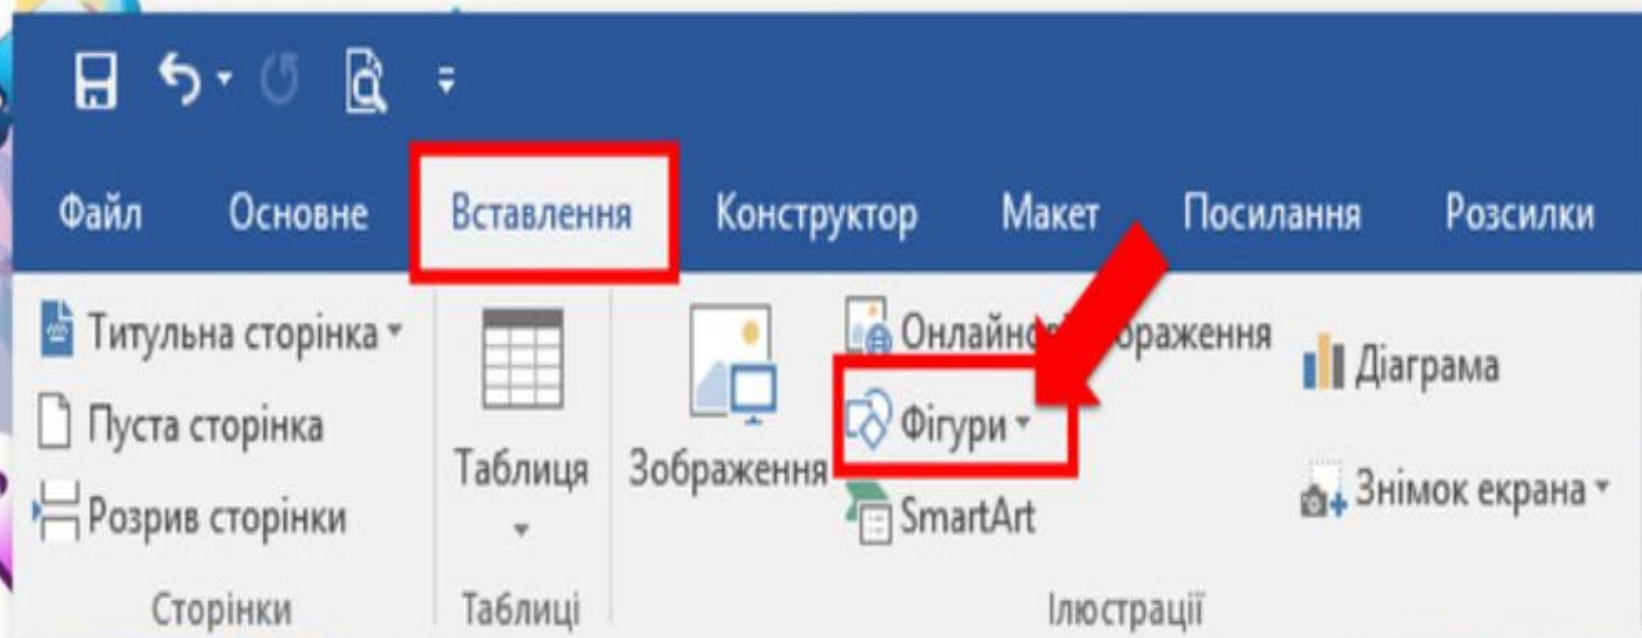 Файл Основне Вставлення Конструктор Макет Посилання Розсилки
Титульна сторінка
Пуста сторінка
Розрив сторінки
Сторінки
Таблиця
Таблиці
Зображення
Фігури
SmartArt
Діаграма
Знімок екрана
Ілюстрації